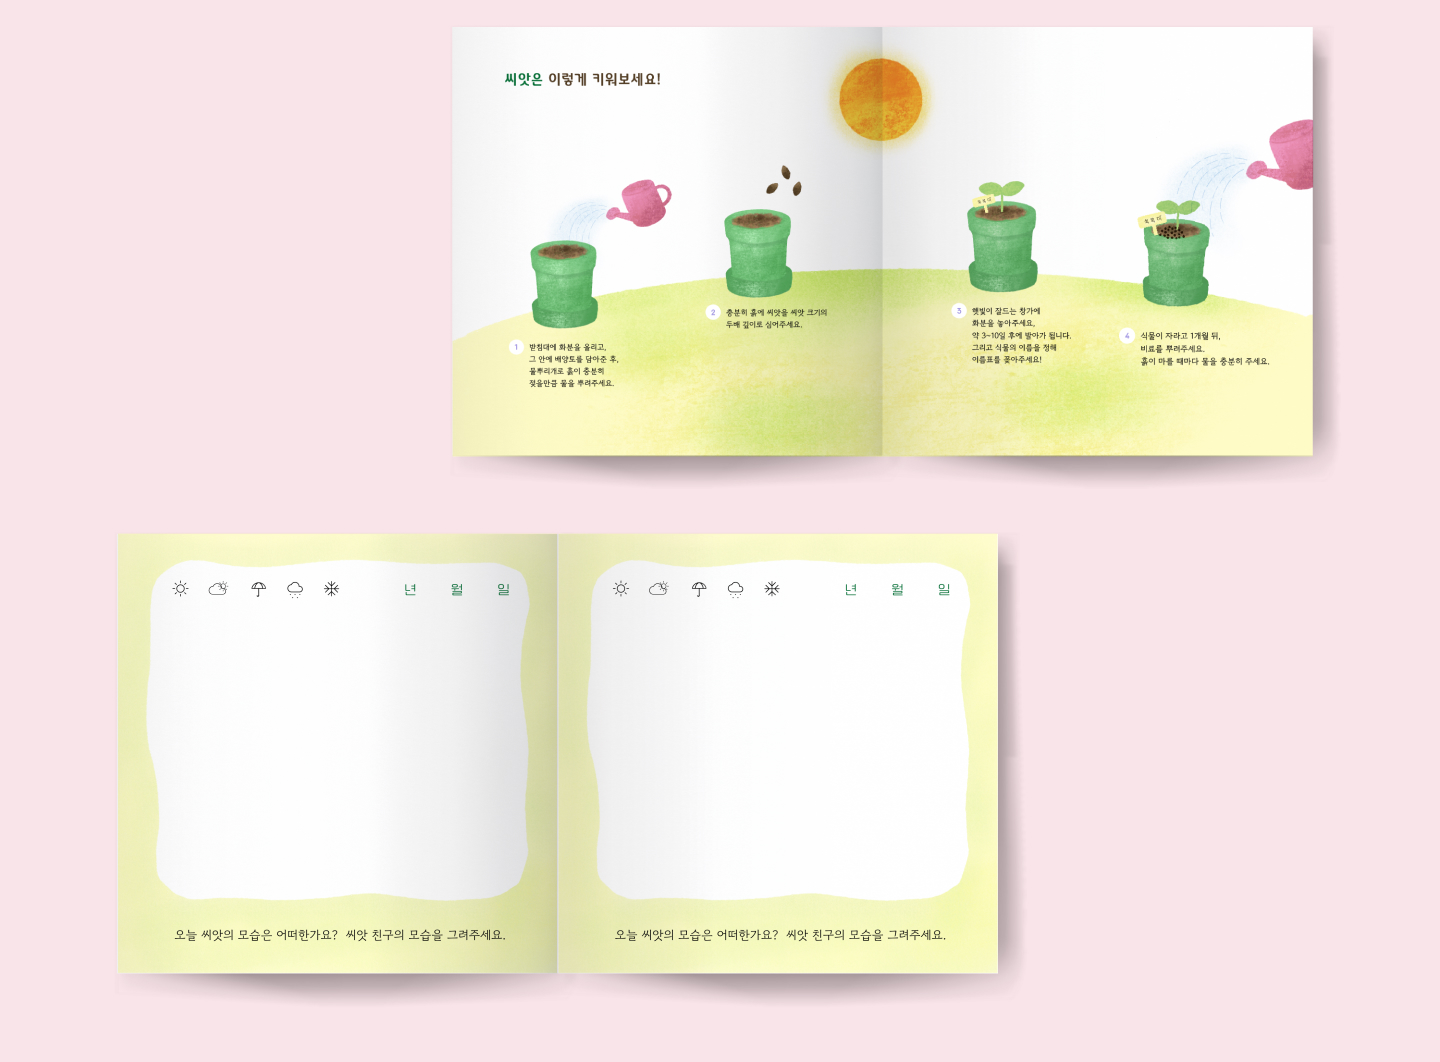 씨앗은 이렇게 키워보세요!
1 받침대에 화분을 올리고,
그 안에 배양토를 담아준 후,
물뿌리개로 흙이 충분히
젖을만큼 물을 뿌려주세요.
2 충분히 흙에 씨앗을 씨앗 크기의
두배 깊이로 심어주세요.
3 햇빛이 잘드는 창가에
화분을 놓아주세요.
약 3~10일 후에 발아가 됩니다.
그리고 식물의 이름을 정해
이름표를 꽂아주세요!
4 식물이 자라고 1개월 뒤,
비료를 뿌려주세요.
흙이 마를 때마다 물을 충분히 주세요.
년 월 일
오늘 씨앗의 모습은 어떠한가요? 씨앗 친구의 모습을 그려주세요.
년 월 일
오늘 씨앗의 모습은 어떠한가요? 씨앗 친구의 모습을 그려주세요.